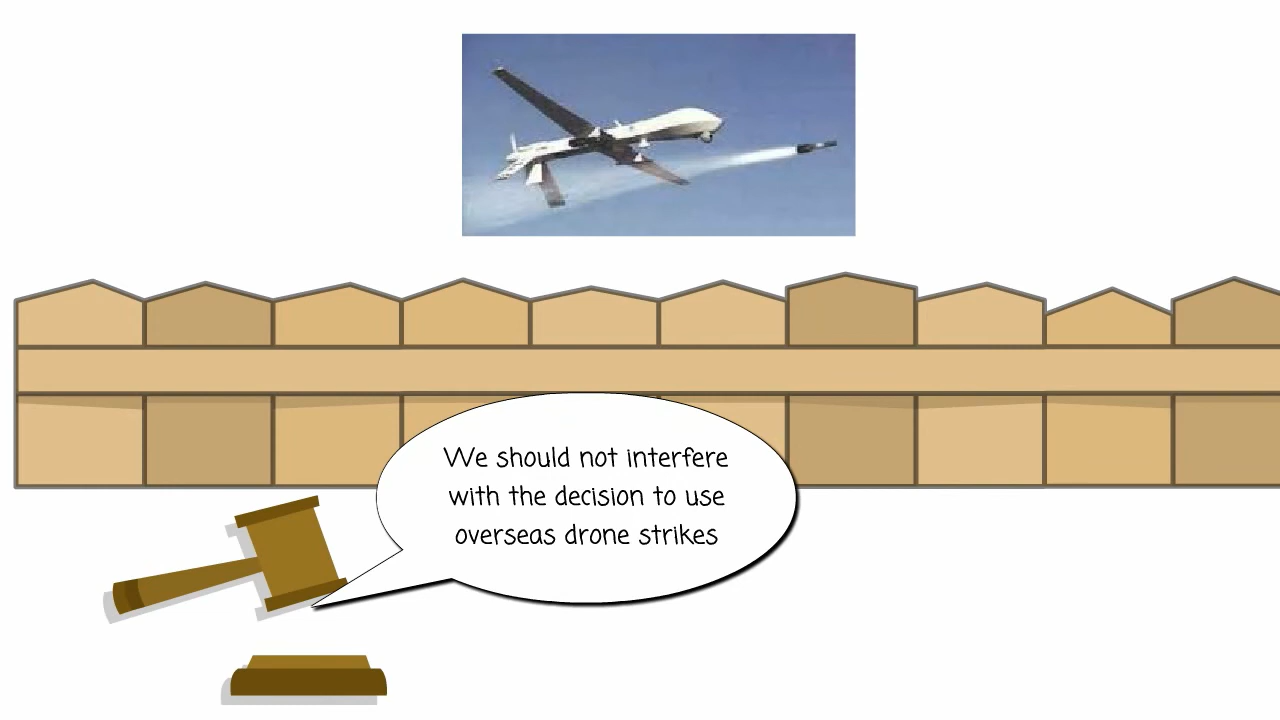 We should not interfere
with the decision to use
overseas drone strikes